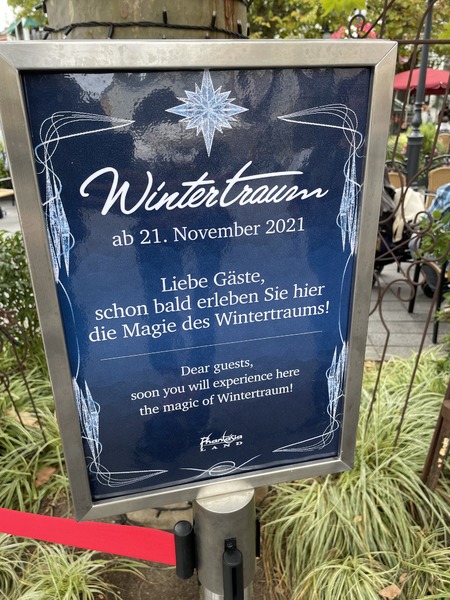 Wintertraum
ab 21. November 2021
Liebe Gäste,
schon bald erleben Sie hier
die Magie des Wintertraums!
Dear guests,
soon you will experience here
the magic of Wintertraum!
Phantasia
LAND